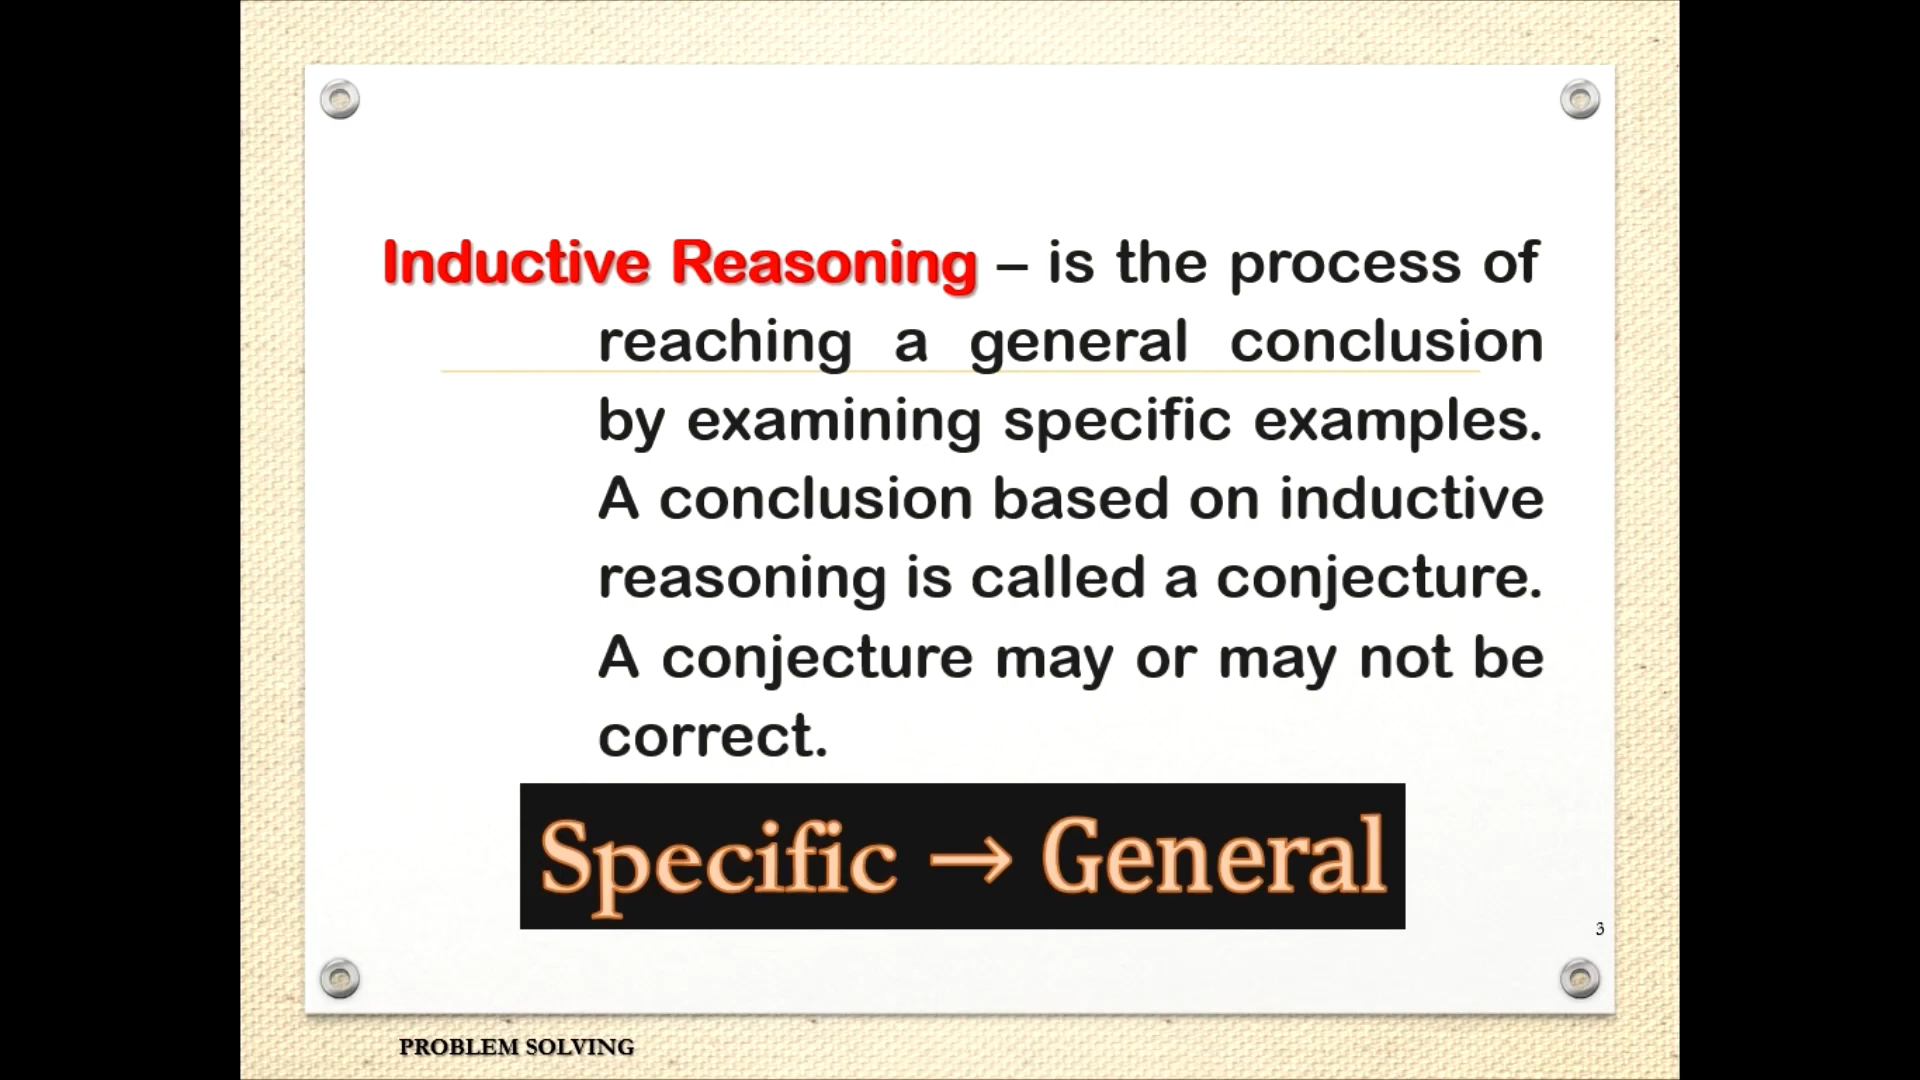 Inductive Reasoning – is the process of
reaching a general conclusion
by examining specific examples.
A conclusion based on inductive
reasoning is called a conjecture.
A conjecture may or may not be
correct.
Specific → General
3
PROBLEM SOLVING